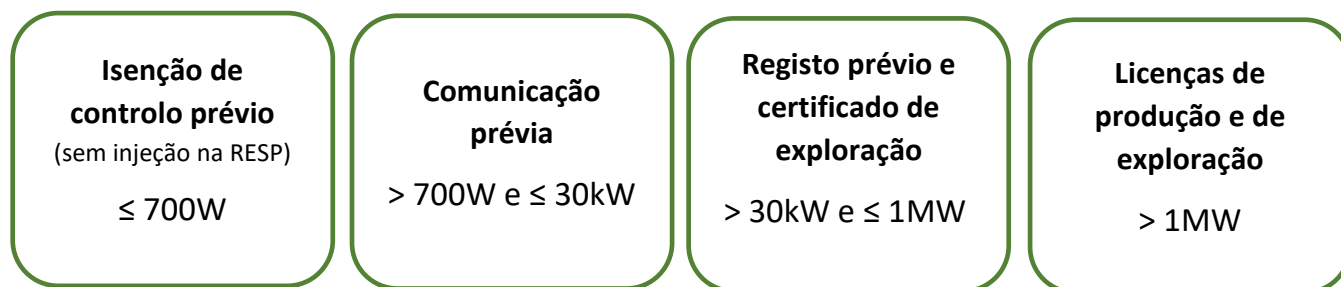 Isenção de
controlo prévio
(sem injeção na RESP)
≤ 700W
Comunicação
prévia
> 700W e ≤ 30kW
Registo prévio e
certificado de
exploração
> 30kW e ≤ 1MW
Licenças de
produção e de
exploração
> 1MW